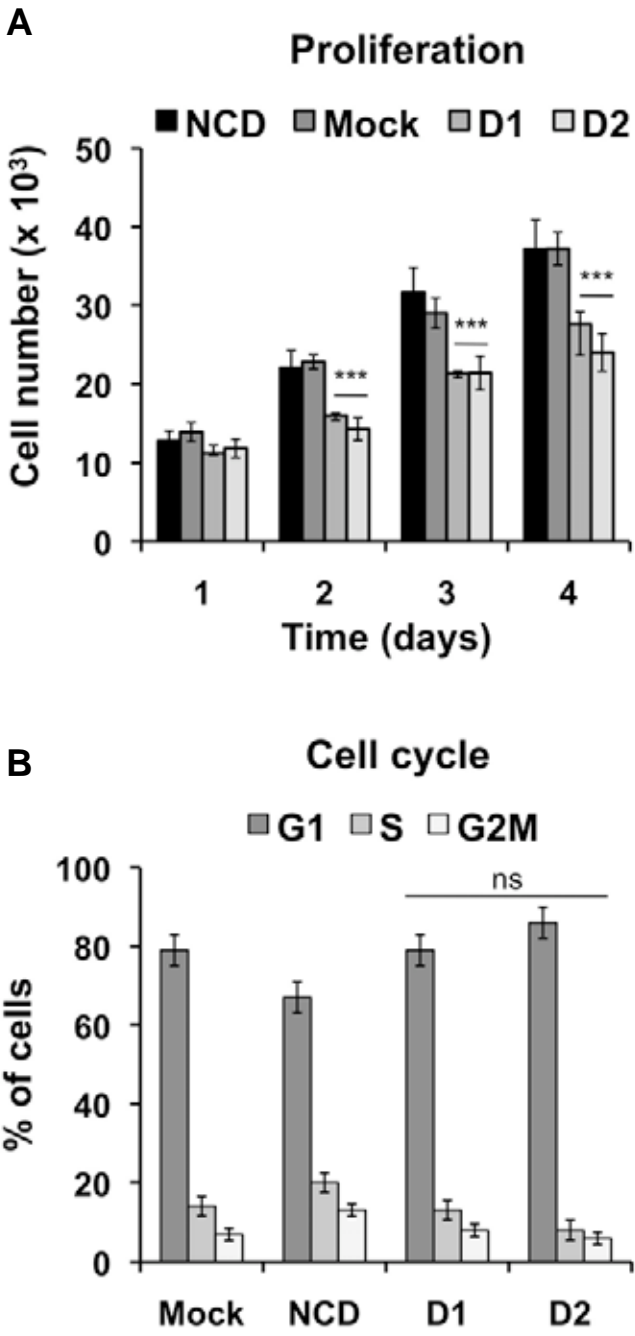 A
Proliferation
NCD Mock D1 D2
Cell number (x 10³)
50
40
30
20
10
0
***
***
***
1 2 3 4
Time (days)
B
Cell cycle
G1 S G2M
% of cells
100
80
60
40
20
0
ns
Mock NCD D1 D2